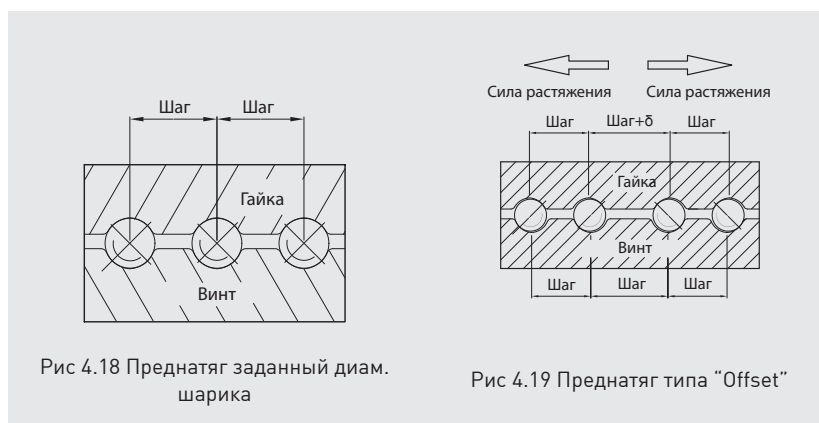 Шаг Шаг
Гайка
Винт
Рис 4.18 Преднатяг заданный диам.
шарика
Сила растяжения Сила растяжения
Шаг Шаг+δ Шаг
Гайка
Винт
Шаг Шаг Шаг
Рис 4.19 Преднатяг типа “Offset”